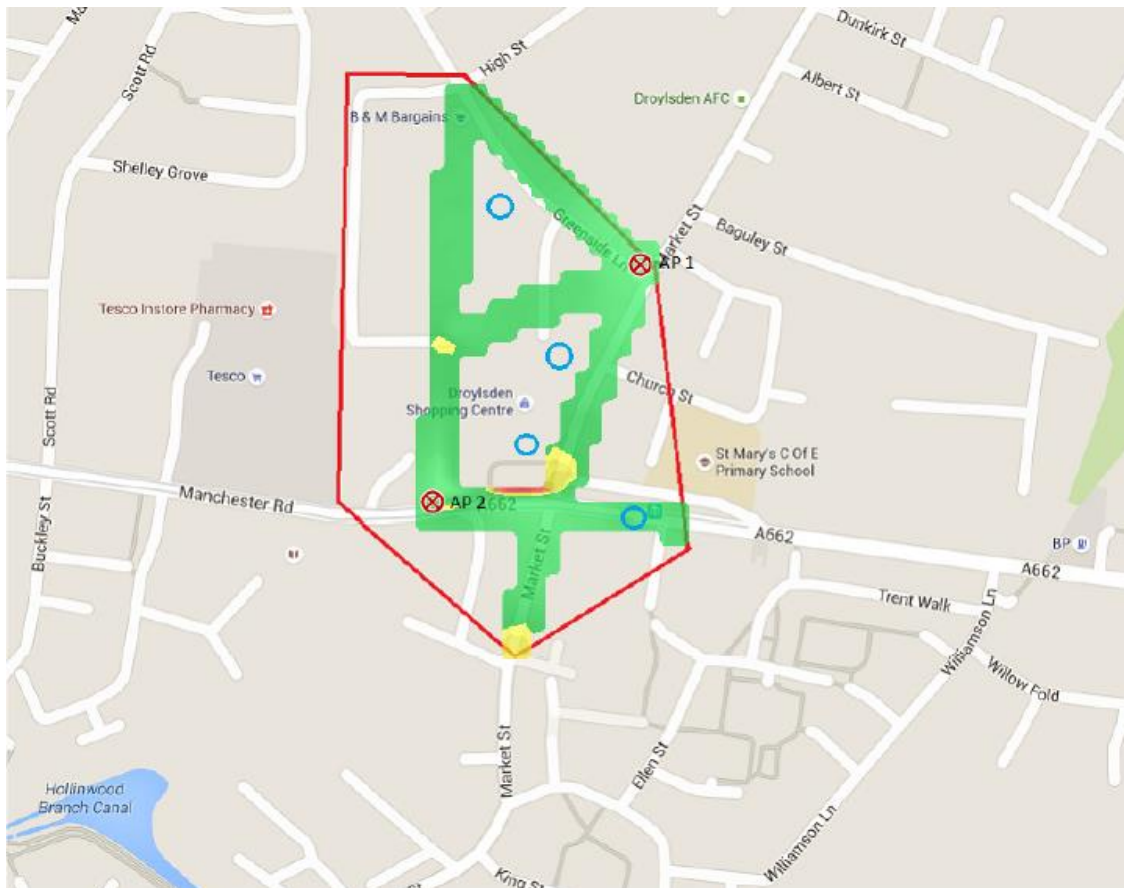 Ma
Scott Rd
High St
Dunkirk St
Albert St
B & M Bargains
Droylsden AFC
Shelley Grove
Market St
Baguley St
Greenside Ln
AP 1
Tesco Instore Pharmacy
Tesco
Church St
Droylsden
Shopping Centre
St Mary's C Of E
Primary School
Scott Rd
Manchester Rd
AP 2
662
A662
BP
A662
Buckley St
Market St
Trent Walk
Williamson Ln
Willow Fold
Market St
Ellen St
Hollinwood
Branch Canal
Williamson Ln
King St